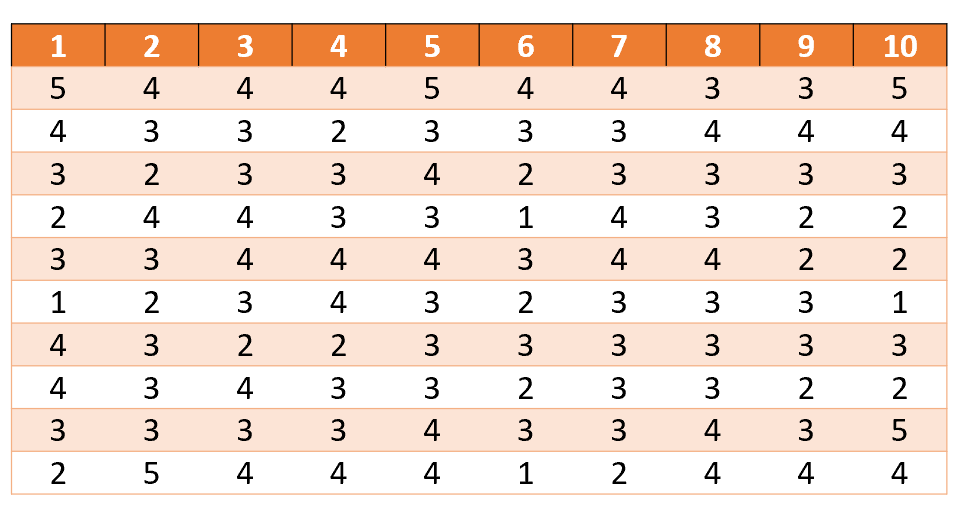 1 2 3 4 5 6 7 8 9 10
5 4 4 4 5 4 4 3 3 5
4 3 3 2 3 3 3 4 4 4
3 2 3 3 4 2 3 3 3 3
2 4 4 3 3 1 4 3 2 2
3 3 4 4 4 3 4 4 2 2
1 2 3 4 3 2 3 3 3 1
4 3 2 2 3 3 3 3 3 3
4 3 4 3 3 2 3 3 2 2
3 3 3 3 4 3 3 4 3 5
2 5 4 4 4 1 2 4 4 4